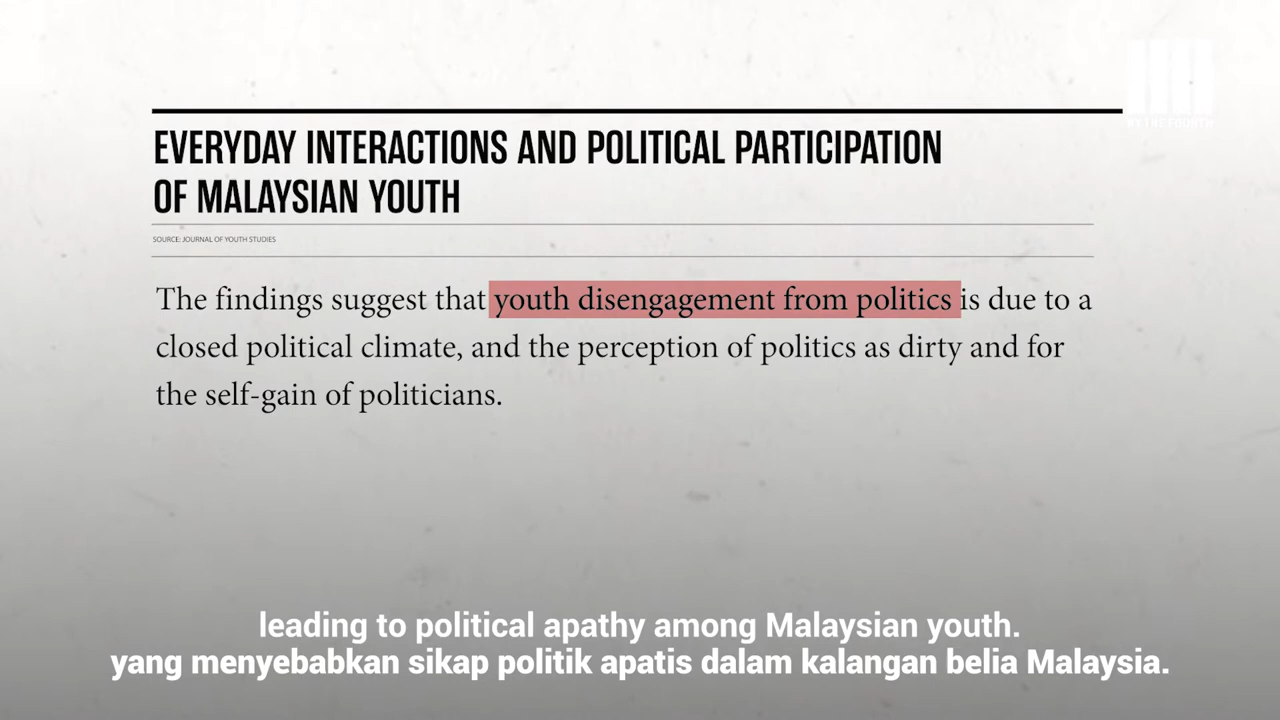 EVERYDAY INTERACTIONS AND POLITICAL PARTICIPATION
OF MALAYSIAN YOUTH
SOURCE: JOURNAL OF YOUTH STUDIES
The findings suggest that youth disengagement from politics is due to a
closed political climate, and the perception of politics as dirty and for
the self-gain of politicians.
leading to political apathy among Malaysian youth.
yang menyebabkan sikap politik apatis dalam kalangan belia Malaysia.